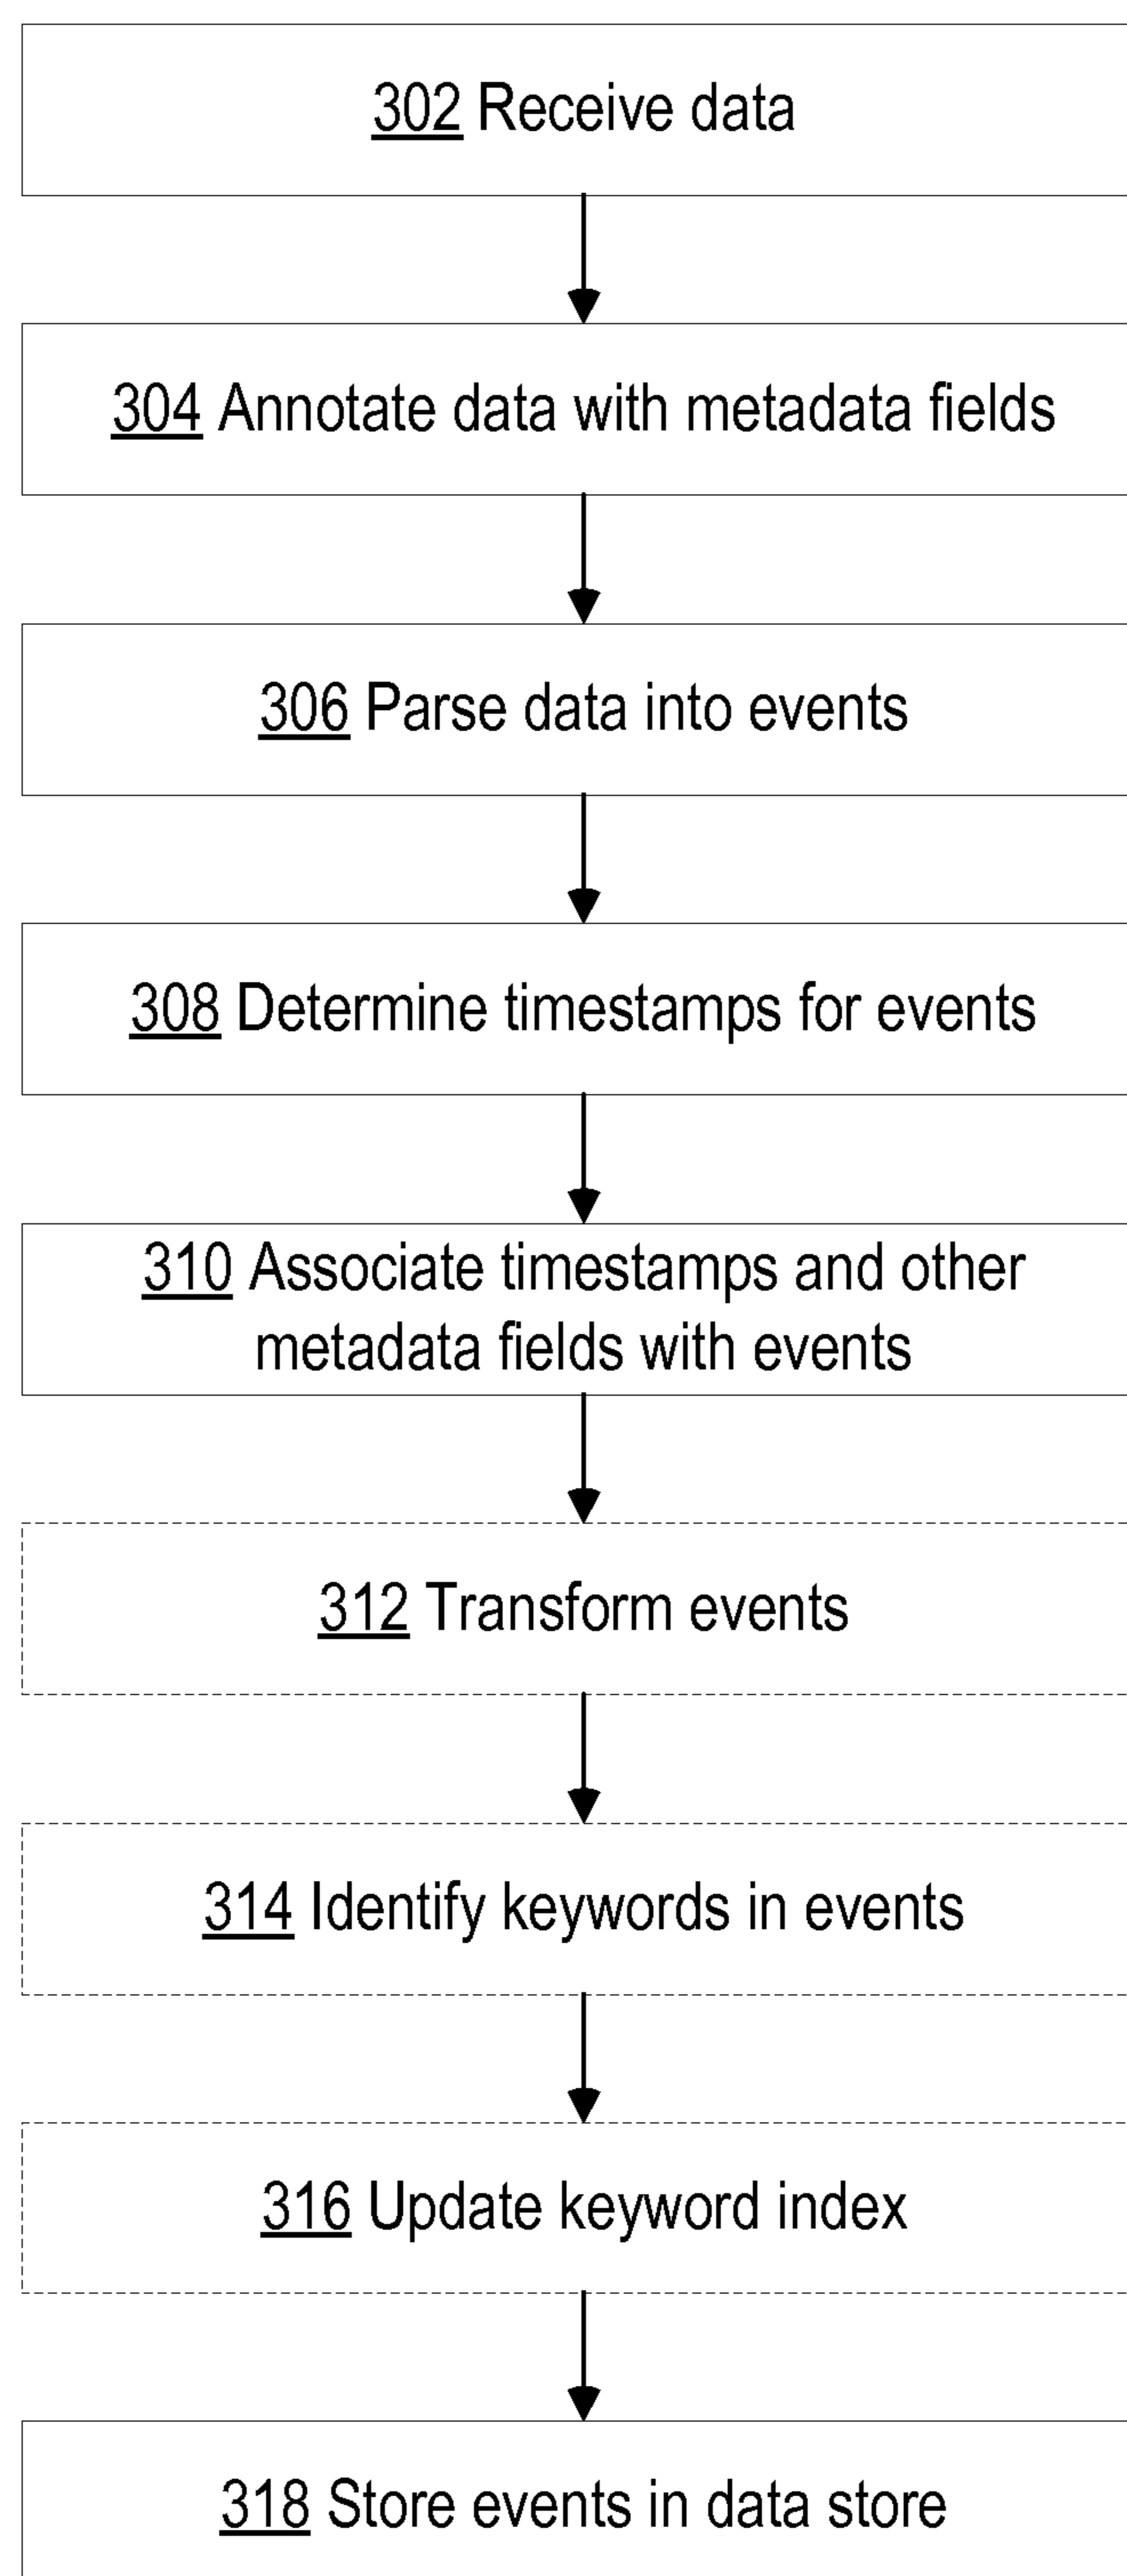 302 Receive data
304 Annotate data with metadata fields
306 Parse data into events
308 Determine timestamps for events
310 Associate timestamps and other
metadata fields with events
312 Transform events
314 Identify keywords in events
316 Update keyword index
318 Store events in data store